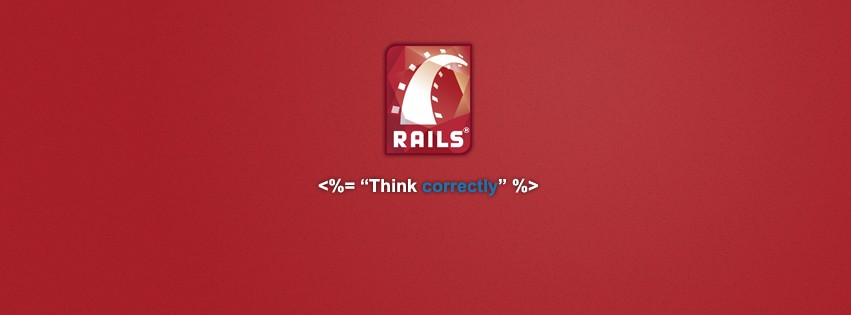 RAILS®
<%= “Think correctly” %>